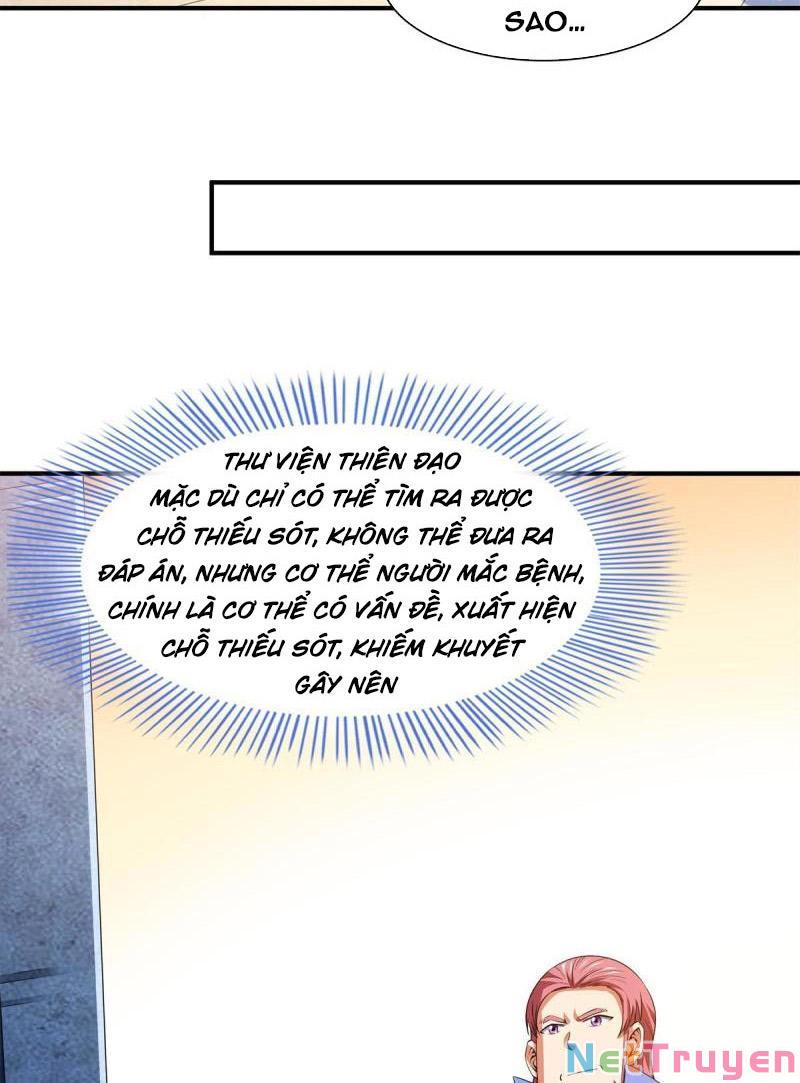 SAO...
THƯ VIỆN THIÊN ĐẠO
MẶC DÙ CHỈ CÓ THỂ TÌM RA ĐƯỢC
CHỖ THIẾU SÓT, KHÔNG THỂ ĐƯA RA
ĐÁP ÁN, NHƯNG CƠ THỂ NGƯỜI MẮC BỆNH,
CHÍNH LÀ CƠ THỂ CÓ VẤN ĐỀ, XUẤT HIỆN
CHỖ THIẾU SÓT, KHIẾM KHUYẾT
GÂY NÊN
NetTruyen